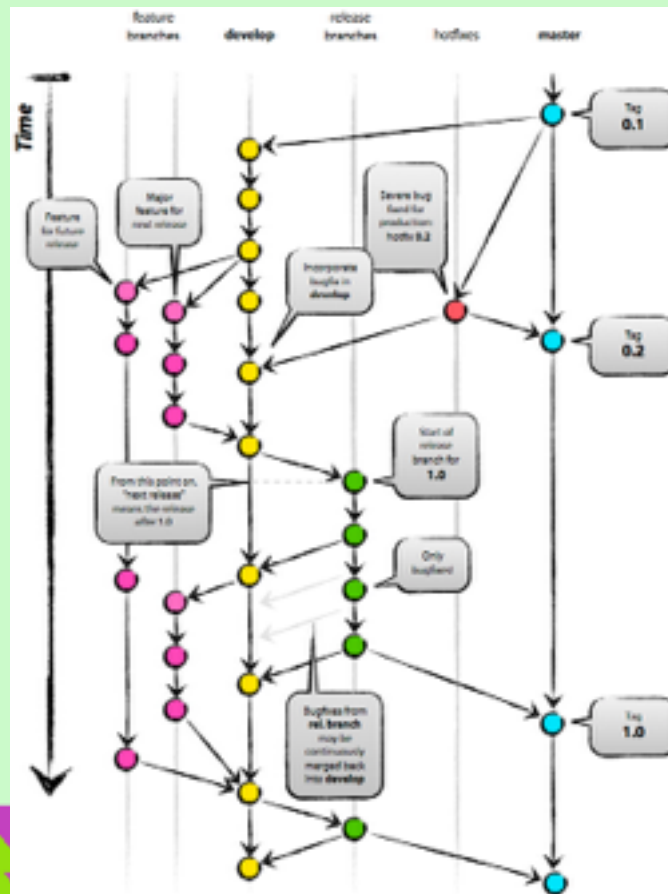 feature
branches
develop
release
branches
hotfixes
master
Time
Tag
0.1
Feature
for future
release
Major
feature for
next release
Severe bug
fixed for
production:
hotfix 0.2
Incorporate
bugfix in
develop
Tag
0.2
Start of
release
branch for
1.0
From this point on,
"next release"
means the release
after 1.0
Only
bugfixes!
Bugfixes from
rel. branch
may be
continuously
merged back
into develop
Tag
1.0